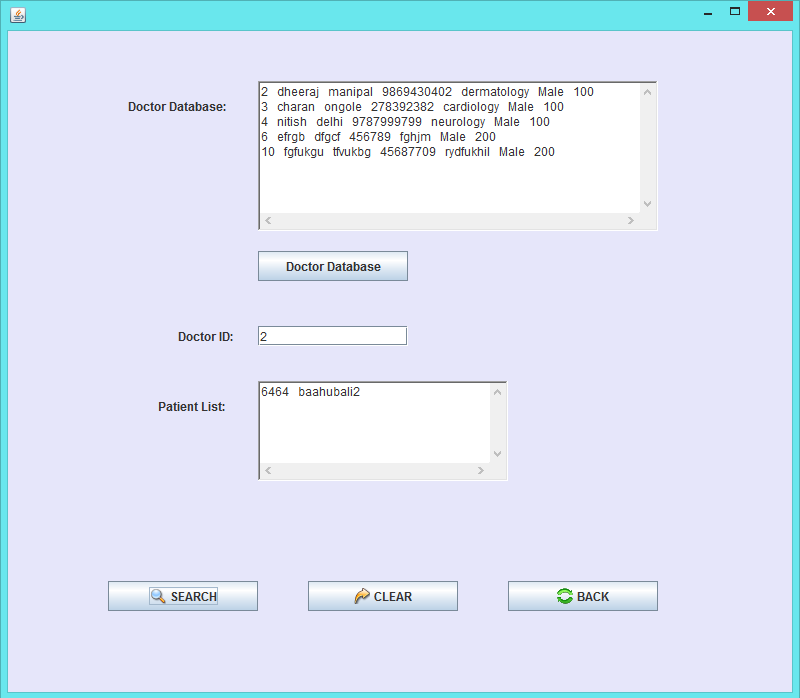 Doctor Database:
2 dheeraj manipal 9869430402 dermatology Male 100
3 charan ongole 278392382 cardiology Male 100
4 nitish delhi 9787999799 neurology Male 100
6 efrgb dfgcf 456789 fghjm Male 200
10 fgfukgu tfvukbg 45687709 rydfukhil Male 200
Doctor Database
Doctor ID:
2
Patient List:
6464 baahubali2
SEARCH
CLEAR
BACK